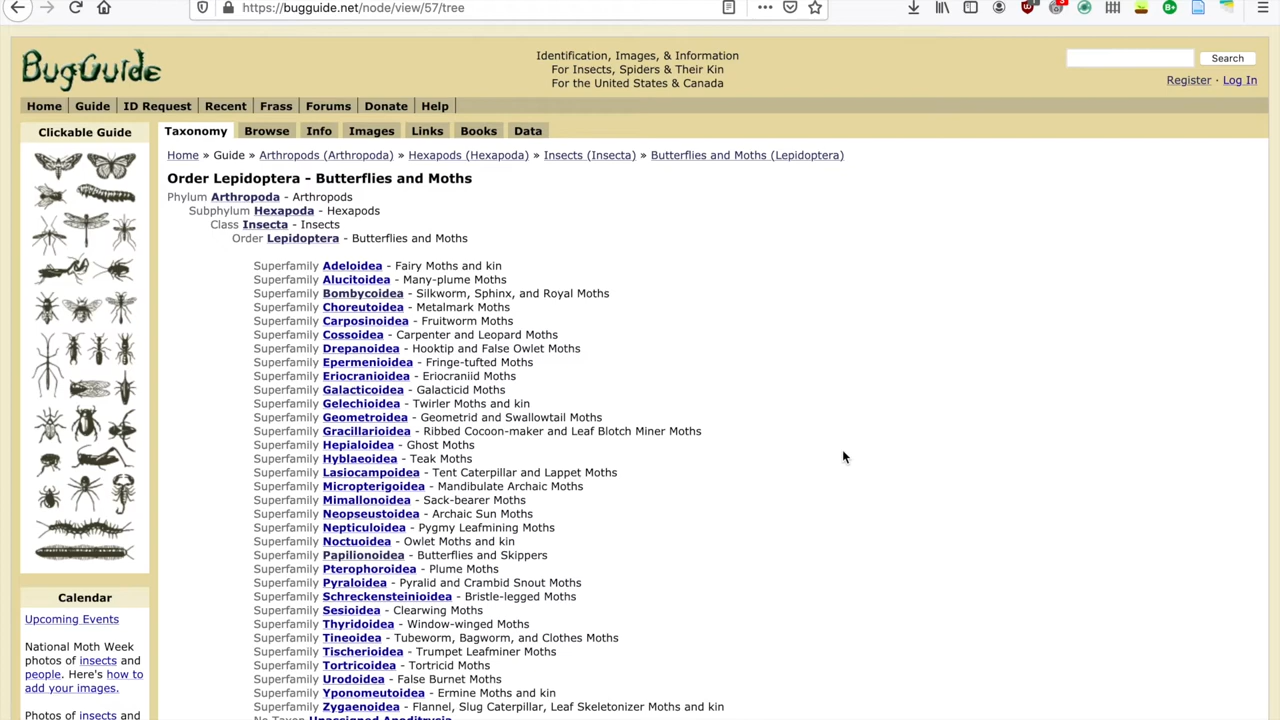 https://bugguide.net/node/view/57/tree
BugGuide
Identification, Images, & Information
For Insects, Spiders & Their Kin
For the United States & Canada
Search
Register · Log In
Home Guide ID Request Recent Frass Forums Donate Help
Clickable Guide
Taxonomy Browse Info Images Links Books Data
Home » Guide » Arthropods (Arthropoda) » Hexapods (Hexapoda) » Insects (Insecta) » Butterflies and Moths (Lepidoptera)
Order Lepidoptera - Butterflies and Moths
Phylum Arthropoda - Arthropods
Subphylum Hexapoda - Hexapods
Class Insecta - Insects
Order Lepidoptera - Butterflies and Moths
Superfamily Adeloidea - Fairy Moths and kin
Superfamily Alucitoidea - Many-plume Moths
Superfamily Bombycoidea - Silkworm, Sphinx, and Royal Moths
Superfamily Choreutoidea - Metalmark Moths
Superfamily Carposinoidea - Fruitworm Moths
Superfamily Cossoidea - Carpenter and Leopard Moths
Superfamily Drepanoidea - Hooktip and False Owlet Moths
Superfamily Epermenioidea - Fringe-tufted Moths
Superfamily Eriocranioidea - Eriocraniid Moths
Superfamily Galacticoidea - Galacticid Moths
Superfamily Gelechioidea - Twirler Moths and kin
Superfamily Geometroidea - Geometrid and Swallowtail Moths
Superfamily Gracillarioidea - Ribbed Cocoon-maker and Leaf Blotch Miner Moths
Superfamily Hepialoidea - Ghost Moths
Superfamily Hyblaeoidea - Teak Moths
Superfamily Lasiocampoidea - Tent Caterpillar and Lappet Moths
Superfamily Micropterigoidea - Mandibulate Archaic Moths
Superfamily Mimallonoidea - Sack-bearer Moths
Superfamily Neopseustoidea - Archaic Sun Moths
Superfamily Nepticuloidea - Pygmy Leafmining Moths
Superfamily Noctuoidea - Owlet Moths and kin
Superfamily Papilionoidea - Butterflies and Skippers
Superfamily Pterophoroidea - Plume Moths
Superfamily Pyraloidea - Pyralid and Crambid Snout Moths
Superfamily Schreckensteinioidea - Bristle-legged Moths
Superfamily Sesioidea - Clearwing Moths
Superfamily Thyridoidea - Window-winged Moths
Superfamily Tineoidea - Tubeworm, Bagworm, and Clothes Moths
Superfamily Tischerioidea - Trumpet Leafminer Moths
Superfamily Tortricoidea - Tortricid Moths
Superfamily Urodoidea - False Burnet Moths
Superfamily Yponomeutoidea - Ermine Moths and kin
Superfamily Zygaenoidea - Flannel, Slug Caterpillar, Leaf Skeletonizer Moths and kin
No Taxon Unassigned Apoditrysia
Calendar
Upcoming Events
National Moth Week
photos of insects and
people. Here's how to
add your images.
Photos of insects and